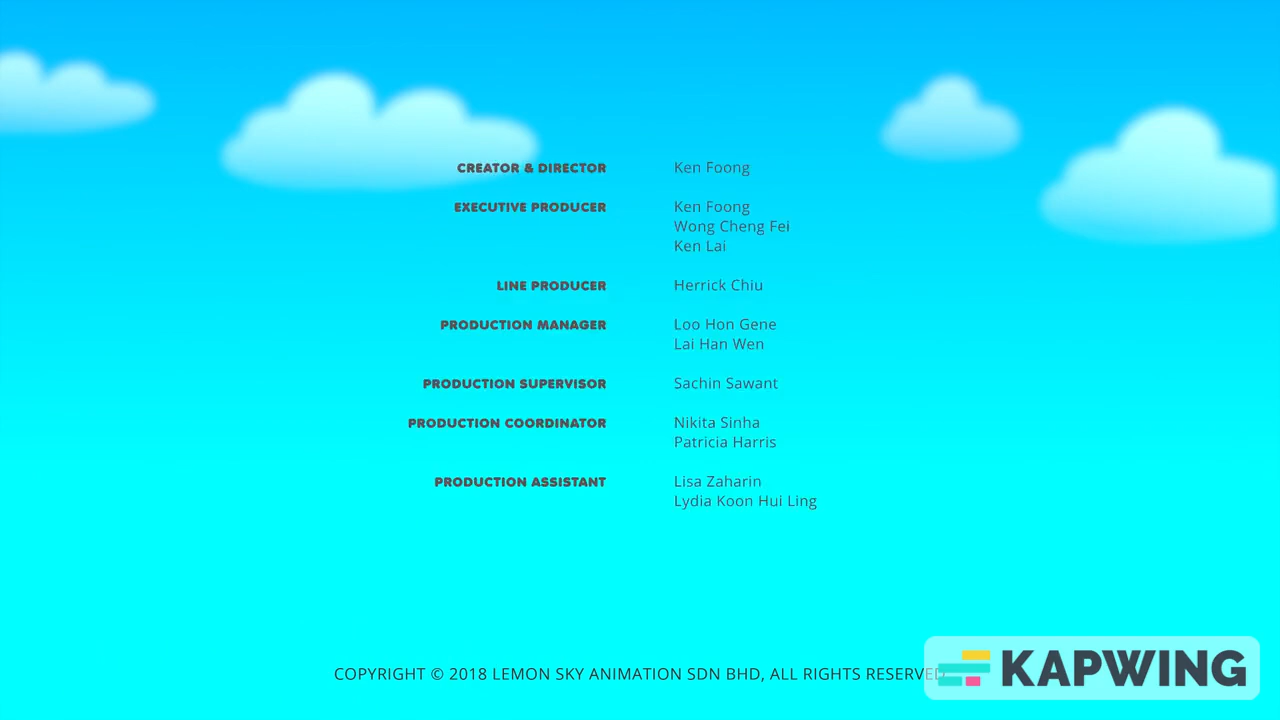 CREATOR & DIRECTOR Ken Foong
EXECUTIVE PRODUCER Ken Foong
Wong Cheng Fei
Ken Lai
LINE PRODUCER Herrick Chiu
PRODUCTION MANAGER Loo Hon Gene
Lai Han Wen
PRODUCTION SUPERVISOR Sachin Sawant
PRODUCTION COORDINATOR Nikita Sinha
Patricia Harris
PRODUCTION ASSISTANT Lisa Zaharin
Lydia Koon Hui Ling
COPYRIGHT © 2018 LEMON SKY ANIMATION SDN BHD, ALL RIGHTS RESERVED
KAPWING